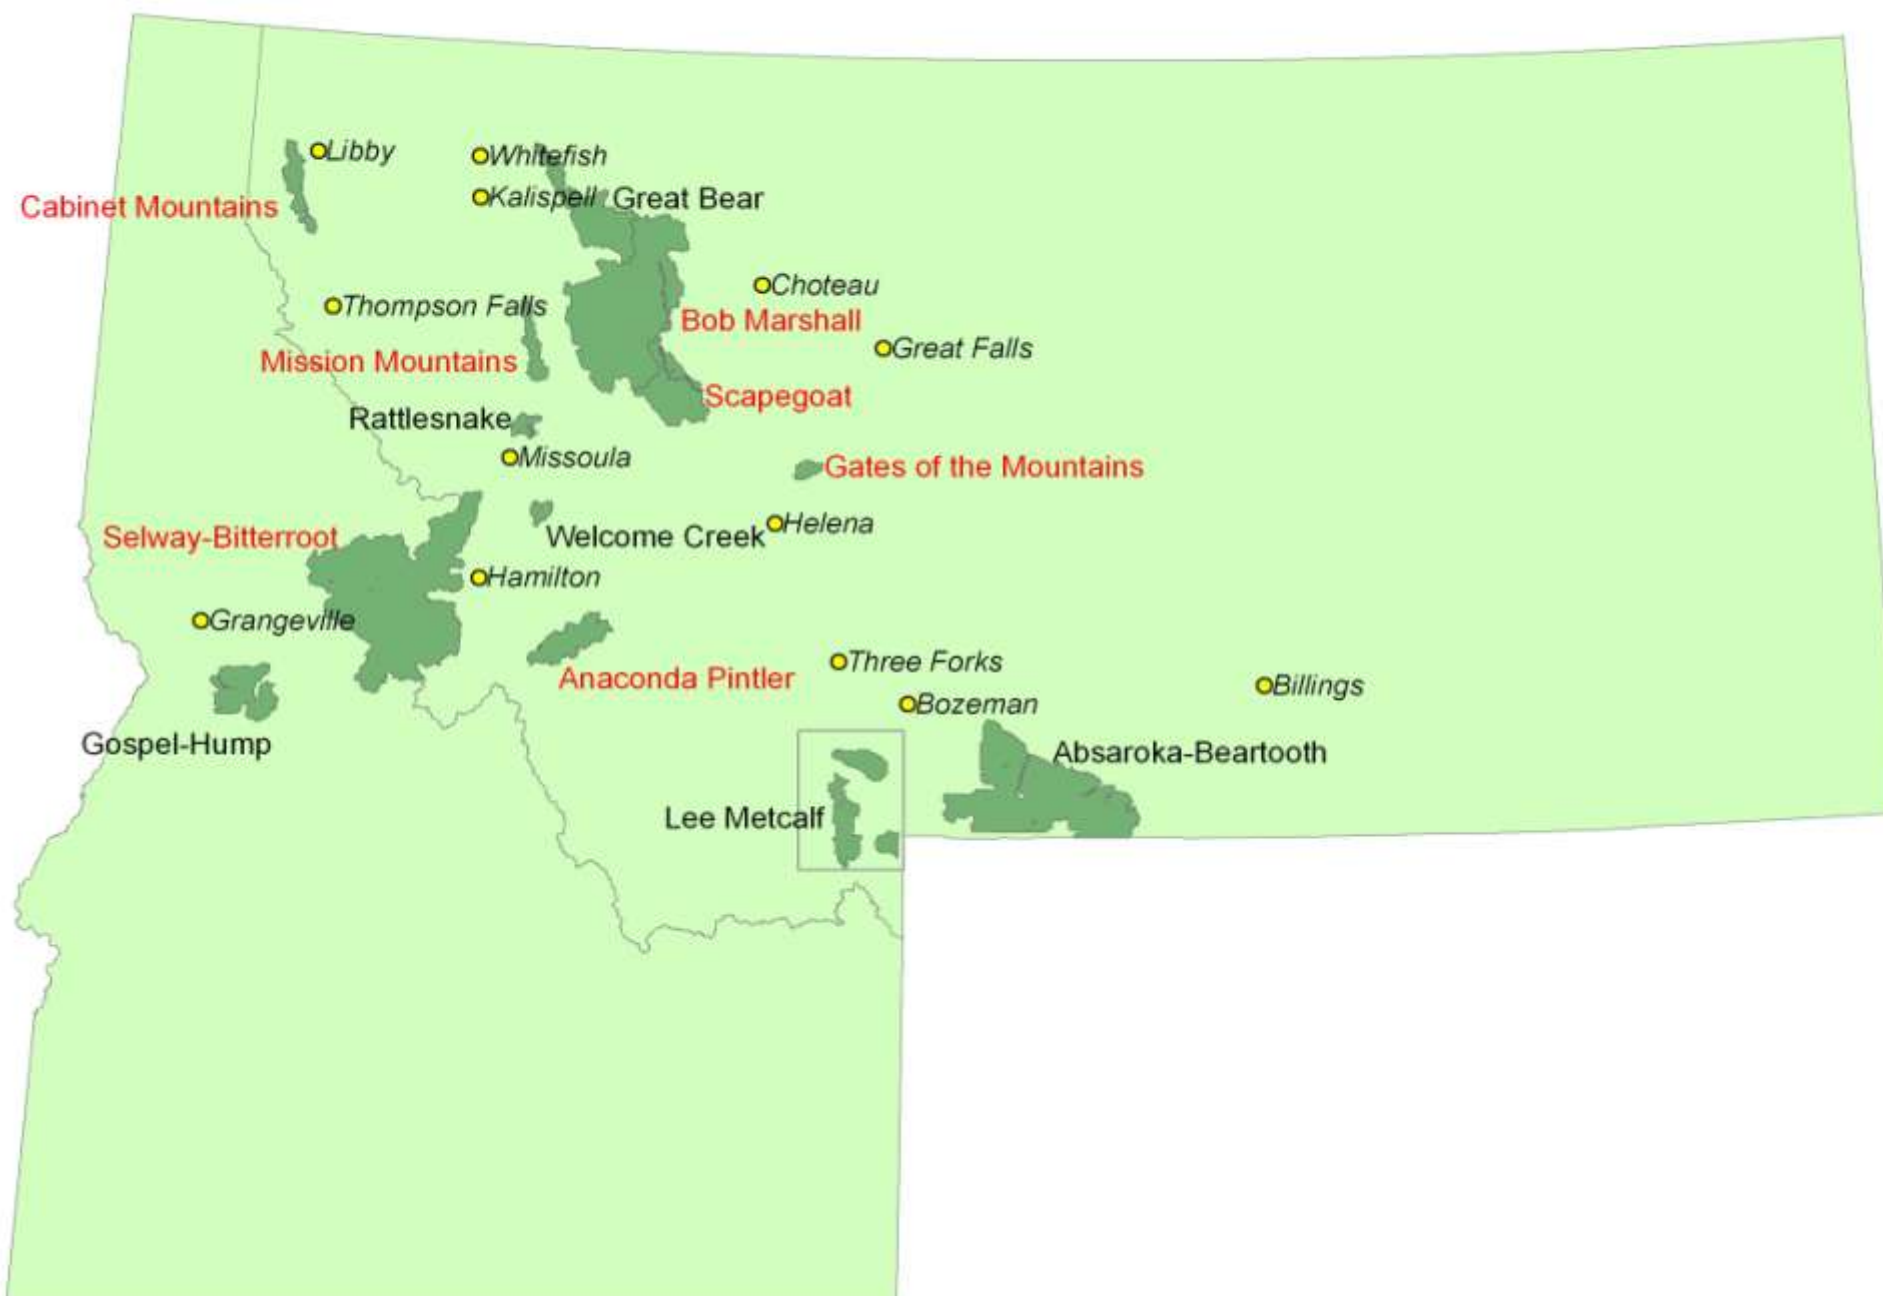 Libby
Whitefish
Cabinet Mountains
Kalispell
Great Bear
Choteau
Thompson Falls
Bob Marshall
Great Falls
Mission Mountains
Scapegoat
Rattlesnake
Missoula
Gates of the Mountains
Selway-Bitterroot
Welcome Creek
Helena
Hamilton
Grangeville
Three Forks
Anaconda Pintler
Billings
Bozeman
Gospel-Hump
Absaroka-Beartooth
Lee Metcalf